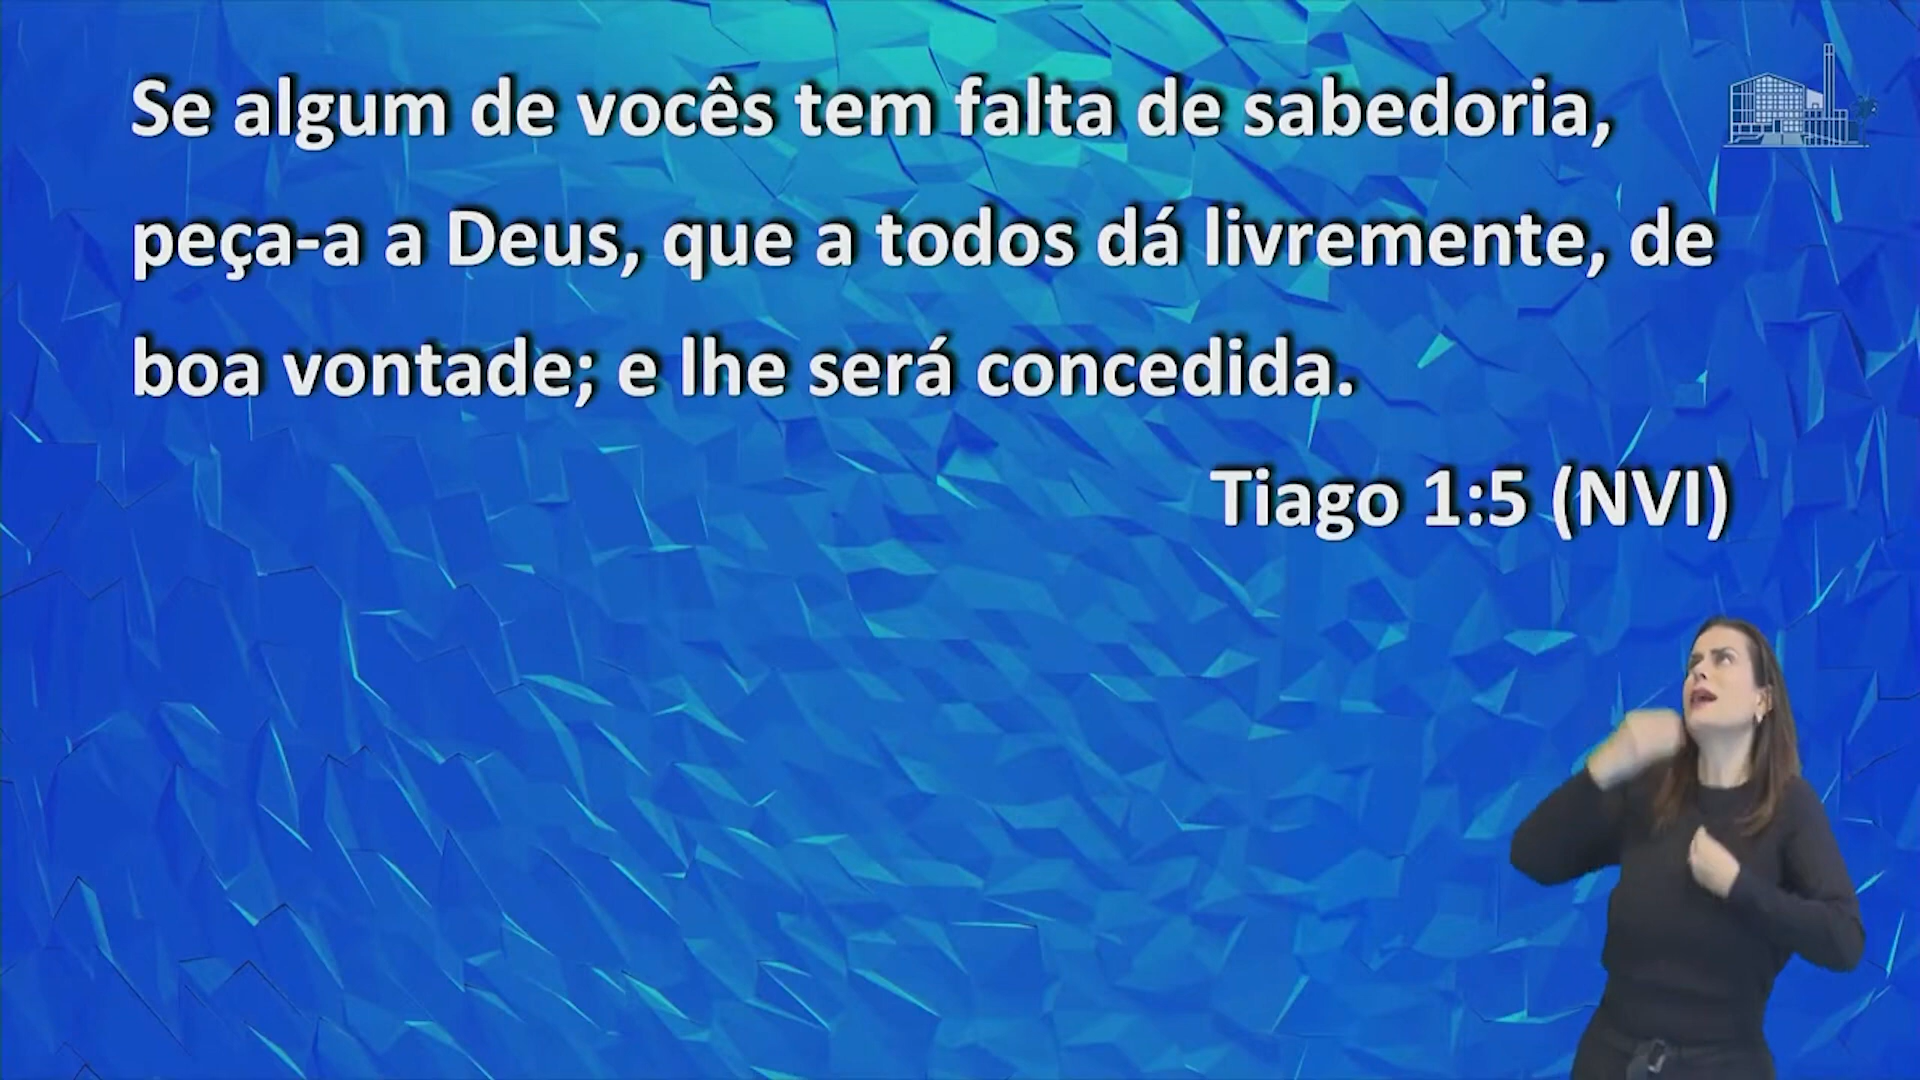 Se algum de vocês tem falta de sabedoria,
peça-a a Deus, que a todos dá livremente, de
boa vontade; e lhe será concedida.
Tiago 1:5 (NVI)